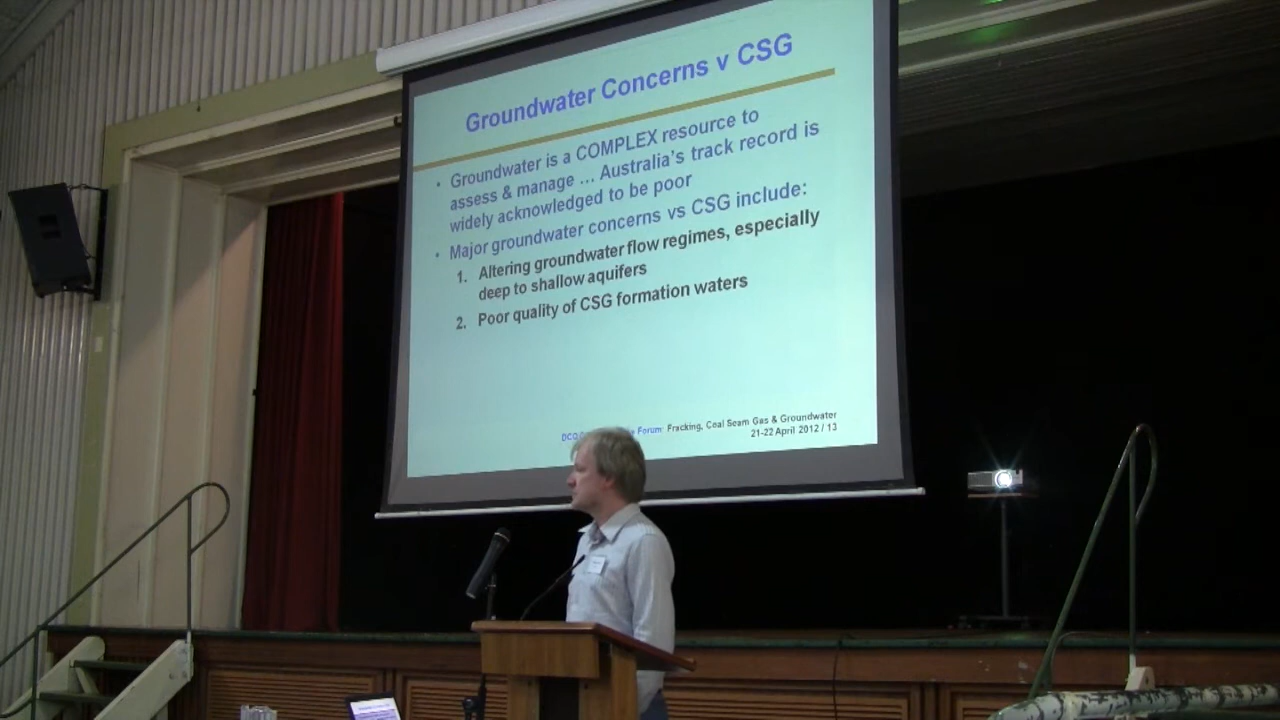 Groundwater Concerns v CSG
• Groundwater is a COMPLEX resource to
assess & manage ... Australia's track record is
widely acknowledged to be poor
• Major groundwater concerns vs CSG include:
1. Altering groundwater flow regimes, especially
deep to shallow aquifers
2. Poor quality of CSG formation waters
Forum: Fracking, Coal Seam Gas & Groundwater
21-22 April 2012 / 13